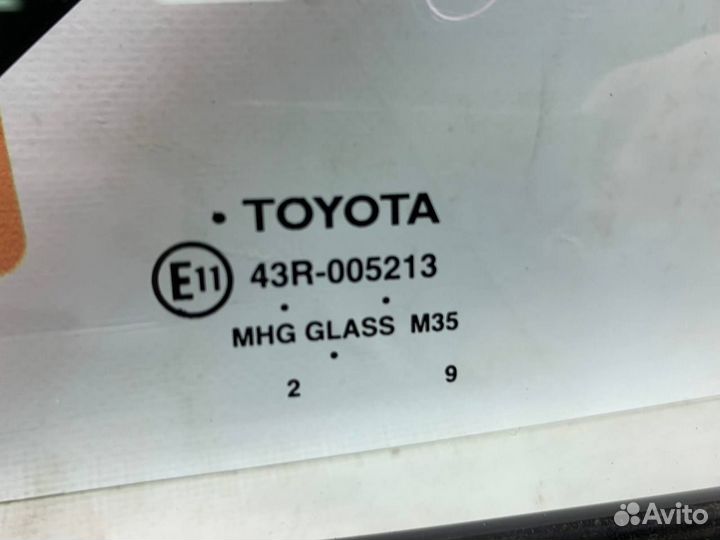 • TOYOTA
E11 43R-005213
MHG GLASS M35
2 9
Avito